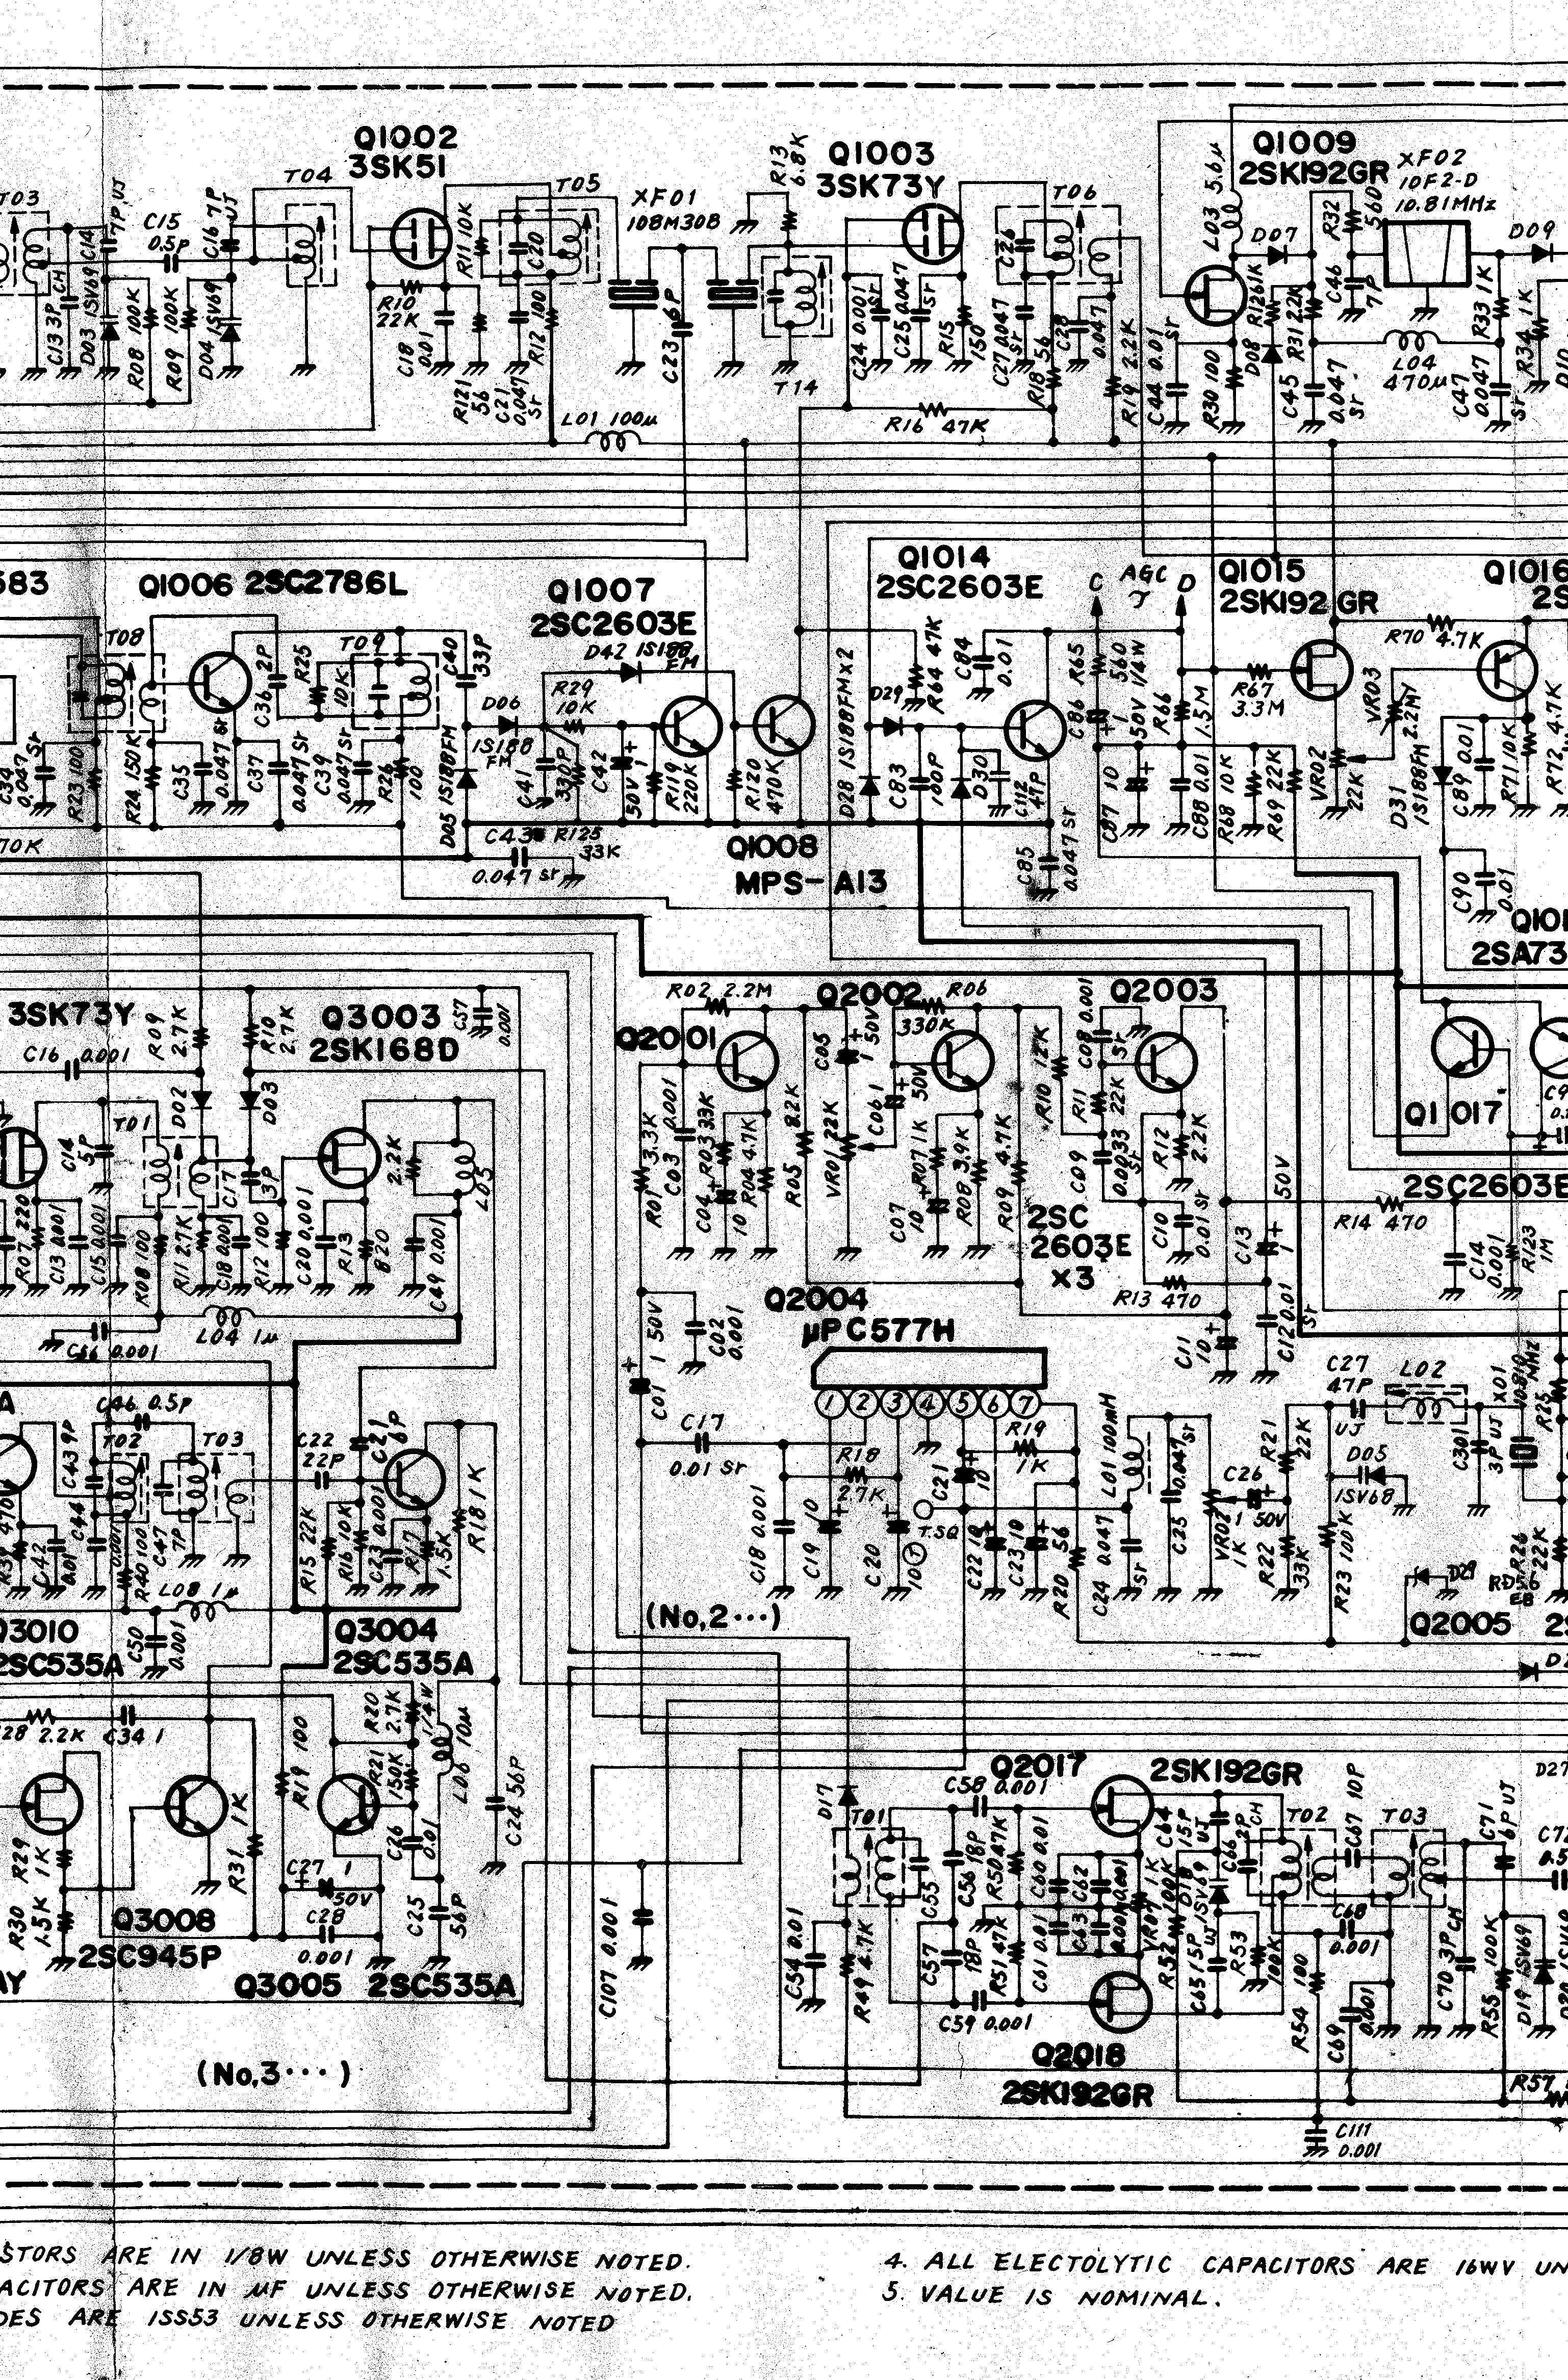 Q1002
3SK51
Q1003
3SK73Y
Q1009
2SK192GR
XF02
10F2-D
10.81MHz
T03
C13 3P CH
C14
7P UJ
D03 1SV69
C15
0.5P
R08 100K
R09 100K
C16 7P
UJ
D04 1SV69
T04
R10
22K
R11 10K
C18
0.01
R121
56
C20
C21
0.047
Sr
R12 100
T05
XF01
108M30B
L01 100μ
C23 6P
R13
6.8K
T14
C24 0.001
Sr
C25 0.047
Sr
R15
150
R16 47K
C26
T06
C27 0.047
Sr
C28
0.047
R18 56
R19 2.2K
C44 0.01
Sr
L03 5.6μ
R30 100
D07
D08
R31 22K
R32
560
C45
0.047
Sr
C46
7P
L04
470μ
R33 1K
C47
0.047
Sr
D09
R34 1K
583
Q1006 2SC2786L
Q1007
2SC2603E
Q1014
2SC2603E
C AGC D
Q1015
2SK192 GR
Q1016
T08
C34
0.047
Sr
R23 100
R24 150K
C35
0.047 Sr
C36 2P
C37
0.047 Sr
R25
10K
T09
C39
0.047 Sr
R26
100
C40
33P
D05 1S188FM
D06
1S188
FM
D42 1S188
FM
R29
10K
C41
330P
C42
50V 1
R119
220K
R120
470K
C43
0.047 Sr
R125
33K
Q1008
MPS-A13
D28 1S188FM×2
D29
R64 47K
C83
100P
C84
0.01
D30
C112
47P
C85
0.047 Sr
R65
560
1/4W
C86
1
50V
R66
1.5M
C87 10
C88 0.01
R67
3.3M
R68 10K
R69 22K
VR02
22K
VR03
2.2M
R70 4.7K
D31
1S188FM
C89 0.01
R71 10K
R72 4.7K
C90
0.01
70K
2SA73
3SK73Y
R09
2.7K
R10
2.7K
Q3003
2SK168D
C57
0.001
C16 0.001
D02
D03
C14
5P
T01
C17
3P
2.2K
L05
R07 220
C13 0.001
C15 0.001
R08 100
R11 2.7K
C18 0.001
R12 100
C20 0.001
R13
820
C49 0.001
L04 1μ
C66 0.001
R02 2.2M
Q2001
Q2002
R06
330K
Q2003
R01 3.3K
C03
0.001
C04
10
R03 33K
R04 4.7K
R05
8.2K
C05
1 50V
VR01 22K
C06 1
50V
C07
10
R07 1K
R08 3.9K
R09 4.7K
R10 12K
C08 0.001
Sr
R11
22K
C09
0.0033
Sr
R12
2.2K
C10
0.01 Sr
2SC
2603E
×3
C13
1 50V
R13 470
C11
10
C12 0.01
Sr
Q1017
2SC2603E
R14 470
C14
0.001
R123
1M
Q2004
μPC577H
1 2 3 4 5 6 7
C01 1 50V
C02
0.001
C17
0.01 Sr
R18
2.7K
C18 0.001
C19 10
C20
10
T.SQ
C21
10
R19
1K
C22 10
C23 10
R20 56
L01 100mH
C24 0.047
Sr
C25
0.047
Sr
VR02
1K
C26
1 50V
R21
22K
R22
33K
R23 100K
C27
47P
UJ
L02
D05
1SV68
C301
3P UJ
X01
10.810
MHz
R25
R26
22K
D29
Q2005
(No,2···)
C46 0.5P
C43 9P
T02
T03
C22
22P
C21
6P
R39 470
C42
0.01
C44
0.001
R40 100
C47
7P
R15 22K
R16 10K
C23 0.001
R17
1.5K
R18 1K
L08 1μ
C50
0.001
Q3010
2SC535A
Q3004
2SC535A
C28 2.2K
C34 1
R19 100
R20
2.7K
1/4W
R21
150K
L06 10μ
C24 56P
R29
1K
R30
1.5K
R31
1K
C26
0.01
C27 1
50V
C28
0.001
C25
56P
Q3008
2SC945P
Q3005 2SC535A
(No,3···)
C107 0.001
D17
T01
Q2017
2SK192GR
C58 0.001
C54 0.01
R49 4.7K
C55
C56 18P
C57
18P
R50 47K
R51 47K
C60 0.01
C61 0.01
C62
0.001
C63
0.001
C59 0.001
Q2018
2SK192GR
R52
100K
C64
15P
UJ
C65 15P
UJ
D18
1SV69
R53
100K
C66
2P
CH
T02
C67 10P
T03
C68
0.001
R54
100
C69
0.001
C70 3P CH
C71
6P UJ
R55 100K
D19 1SV69
D27
R57
C111
0.001
STORS ARE IN 1/8W UNLESS OTHERWISE NOTED.
ACITORS ARE IN μF UNLESS OTHERWISE NOTED.
DES ARE 1SS53 UNLESS OTHERWISE NOTED
4. ALL ELECTOLYTIC CAPACITORS ARE 16WV UN
5. VALUE IS NOMINAL.